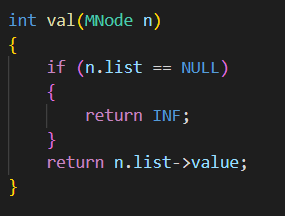 int val(MNode n)
{
    if (n.list == NULL)
    {
        return INF;
    }
    return n.list->value;
}